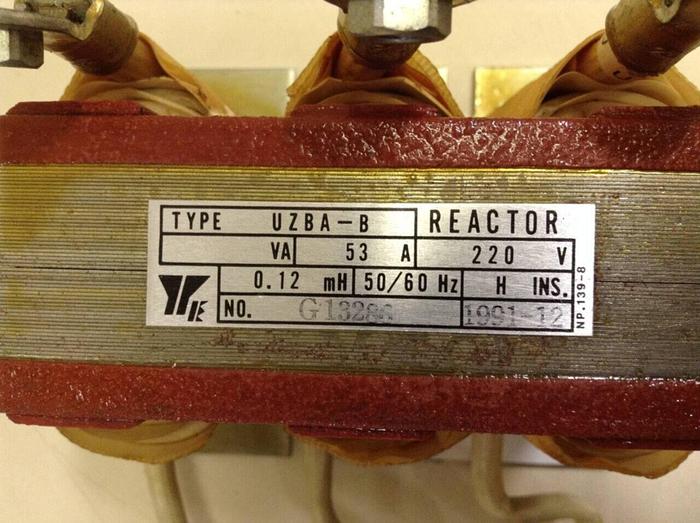 TYPE UZBA-B REACTOR
VA 53 A 220 V
0.12 mH 50/60 Hz H INS.
NO. G13286 1991-12
NP.139-8